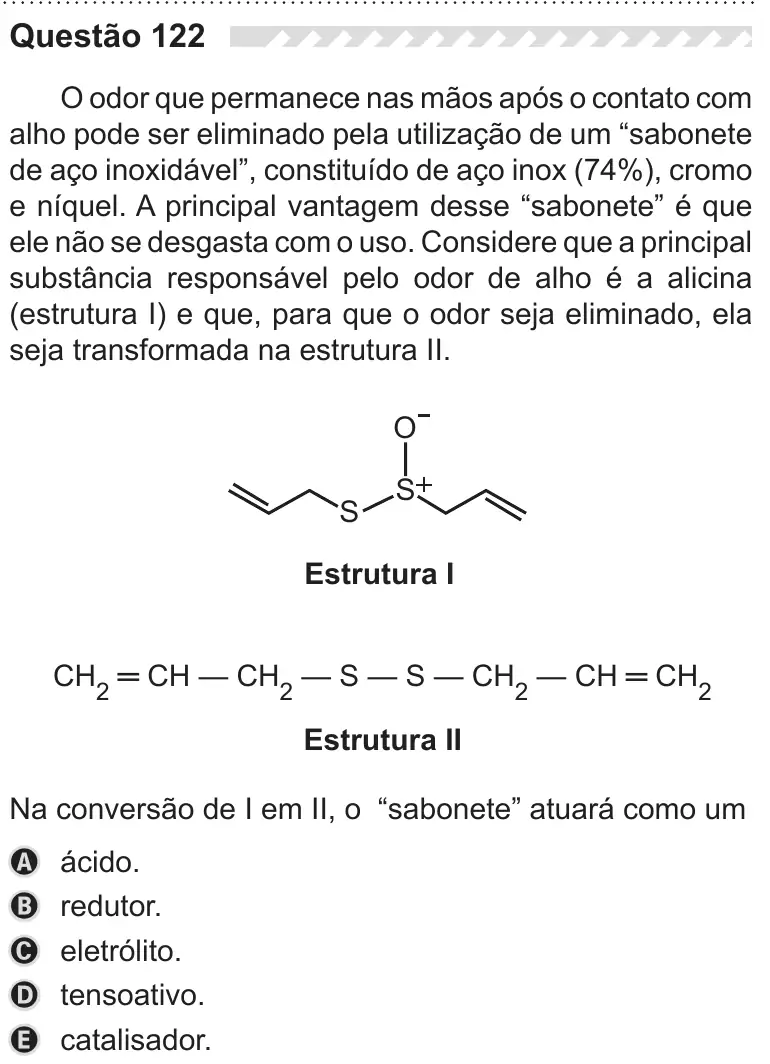 Questão 122
O odor que permanece nas mãos após o contato com
alho pode ser eliminado pela utilização de um “sabonete
de aço inoxidável”, constituído de aço inox (74%), cromo
e níquel. A principal vantagem desse “sabonete” é que
ele não se desgasta com o uso. Considere que a principal
substância responsável pelo odor de alho é a alicina
(estrutura I) e que, para que o odor seja eliminado, ela
seja transformada na estrutura II.
O−
S+
S
Estrutura I
CH2 = CH — CH2 — S — S — CH2 — CH = CH2
Estrutura II
Na conversão de I em II, o “sabonete” atuará como um
A ácido.
B redutor.
C eletrólito.
D tensoativo.
E catalisador.